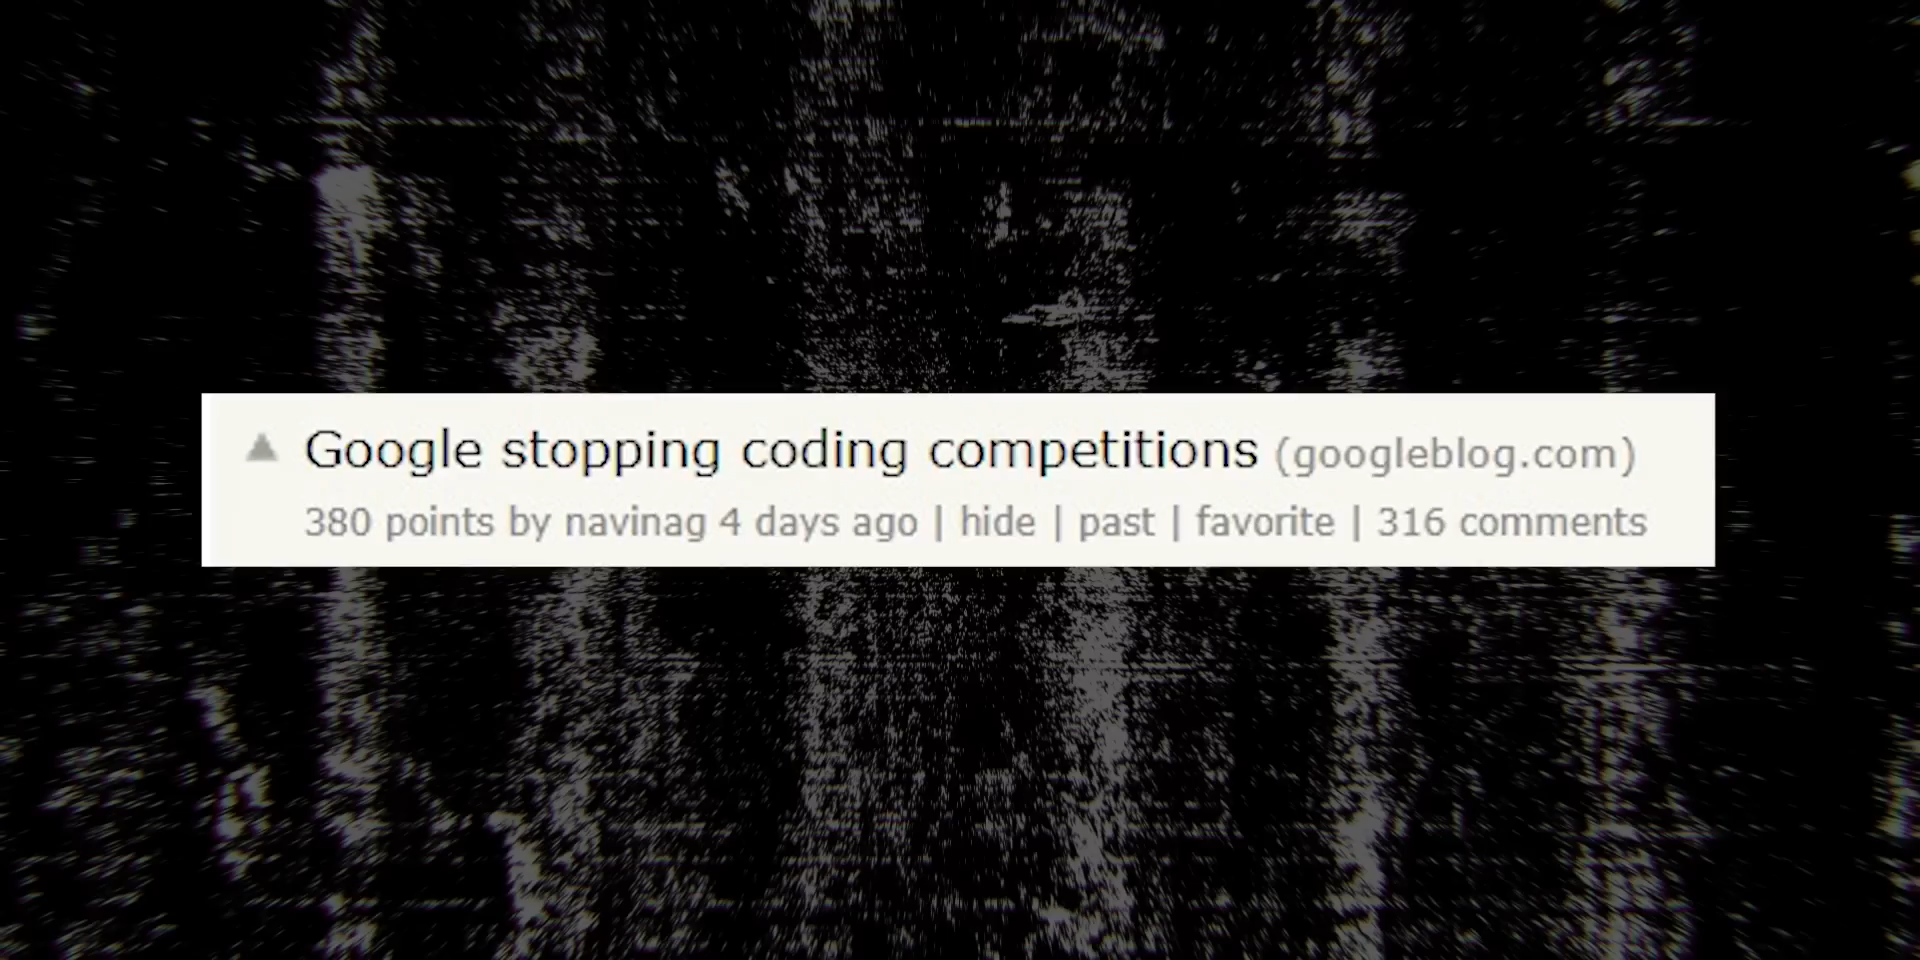 Google stopping coding competitions (googleblog.com)
380 points by navinag 4 days ago | hide | past | favorite | 316 comments